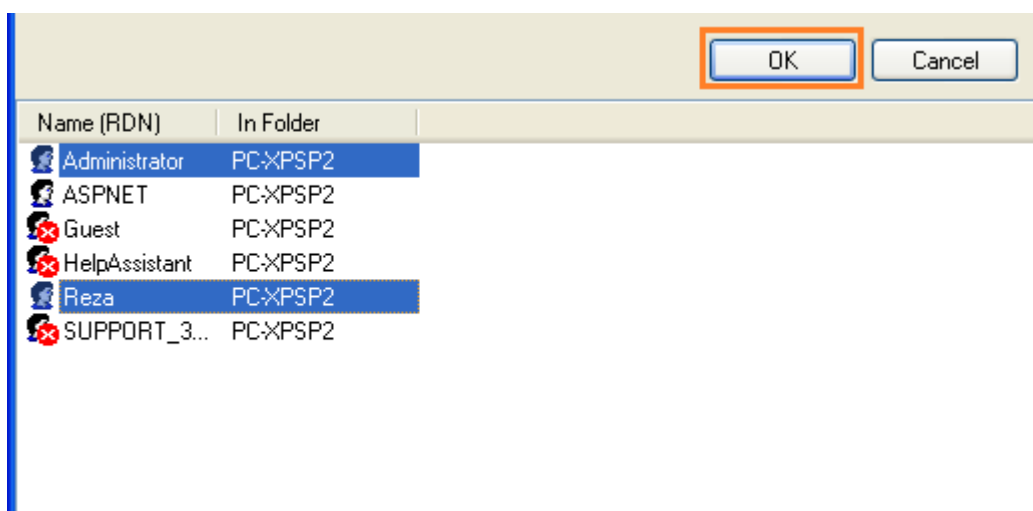 OK Cancel
Name (RDN) In Folder
Administrator PC-XPSP2
ASPNET PC-XPSP2
Guest PC-XPSP2
HelpAssistant PC-XPSP2
Reza PC-XPSP2
SUPPORT_3... PC-XPSP2